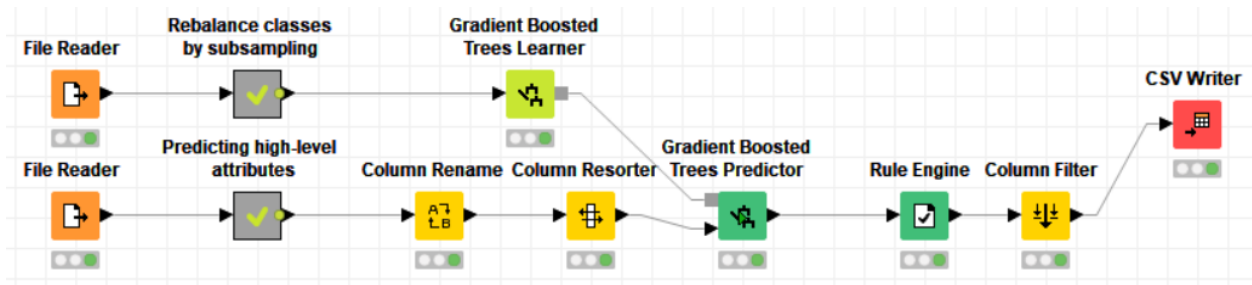 Rebalance classes
by subsampling
Gradient Boosted
Trees Learner
File Reader
CSV Writer
Predicting high-level
attributes
Gradient Boosted
Trees Predictor
File Reader
Column Rename
Column Resorter
Rule Engine
Column Filter
A
B